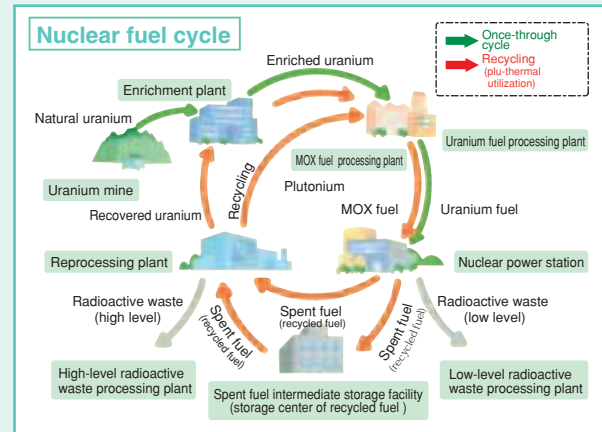 Nuclear fuel cycle
Once-through
cycle
Recycling
(plu-thermal
utilization)
Enriched uranium
Enrichment plant
Natural uranium
Uranium fuel processing plant
MOX fuel processing plant
Uranium mine
Recycling
Plutonium
Recovered uranium
MOX fuel
Uranium fuel
Reprocessing plant
Nuclear power station
Radioactive waste
(high level)
Spent fuel
(recycled fuel)
Spent fuel
(recycled fuel)
Spent fuel
(recycled fuel)
Radioactive waste
(low level)
High-level radioactive
waste processing plant
Spent fuel intermediate storage facility
(storage center of recycled fuel )
Low-level radioactive
waste processing plant